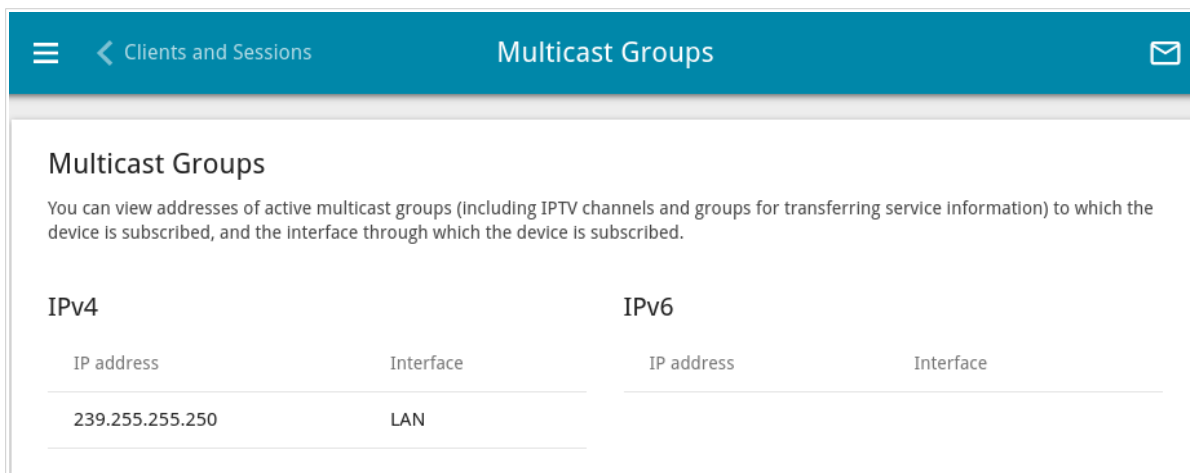 Clients and Sessions
Multicast Groups
Multicast Groups
You can view addresses of active multicast groups (including IPTV channels and groups for transferring service information) to which the
device is subscribed, and the interface through which the device is subscribed.
IPv4
IP address Interface
239.255.255.250 LAN
IPv6
IP address Interface